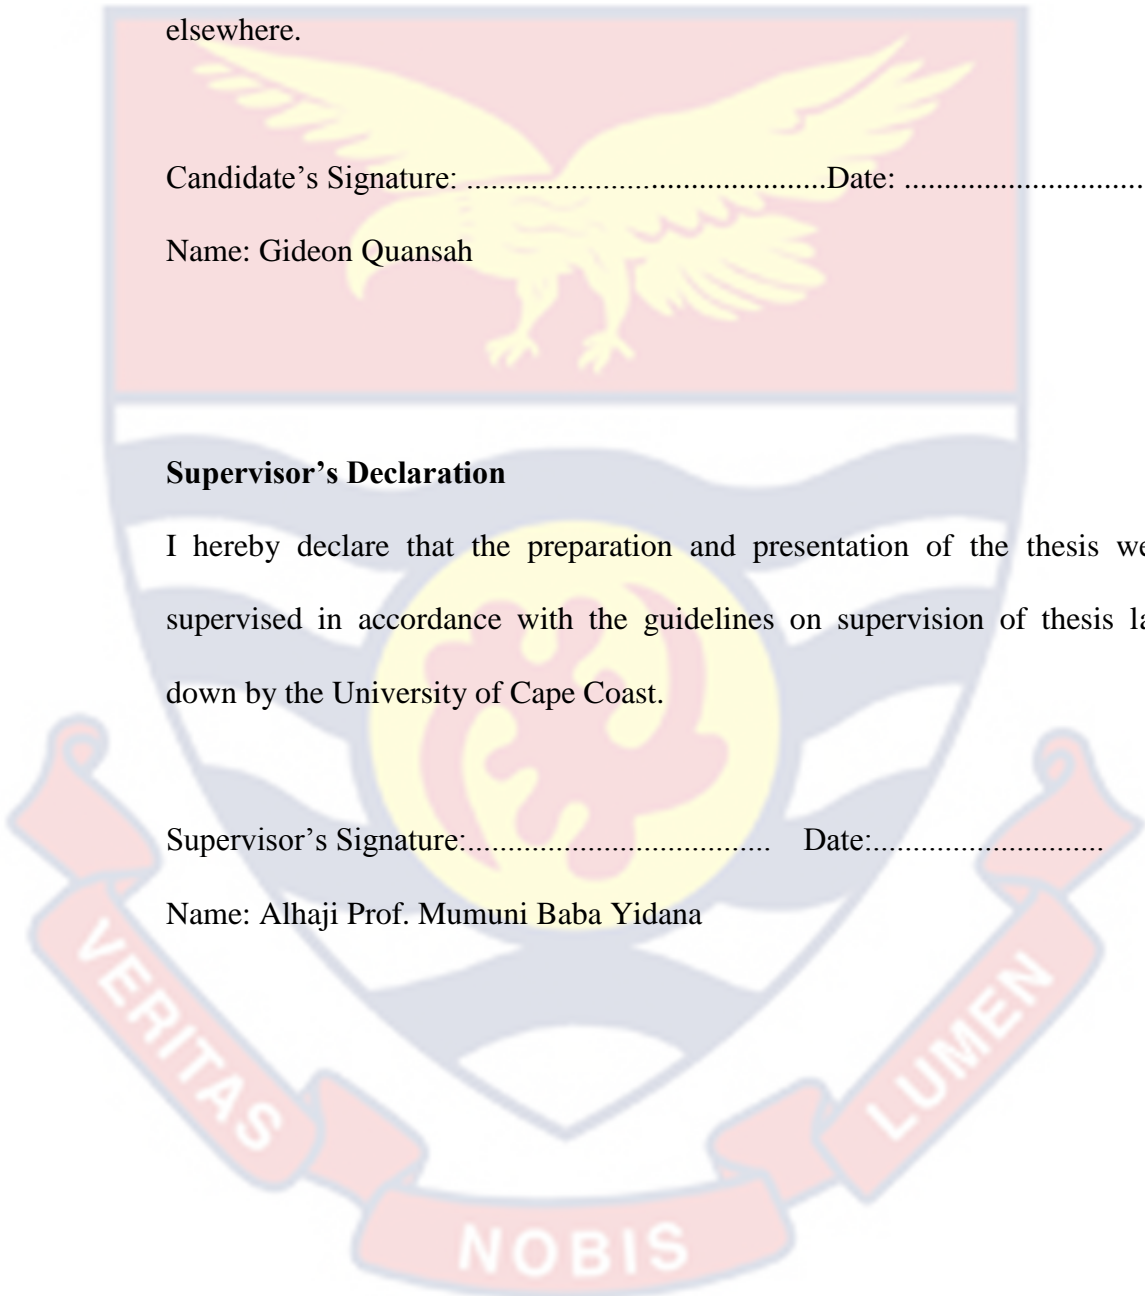 elsewhere.
Candidate’s Signature: .............................................Date: ..............................
Name: Gideon Quansah
Supervisor’s Declaration
I hereby declare that the preparation and presentation of the thesis we
supervised in accordance with the guidelines on supervision of thesis la
down by the University of Cape Coast.
Supervisor’s Signature:...................................... Date:.............................
Name: Alhaji Prof. Mumuni Baba Yidana
VERITAS
NOBIS
LUMEN